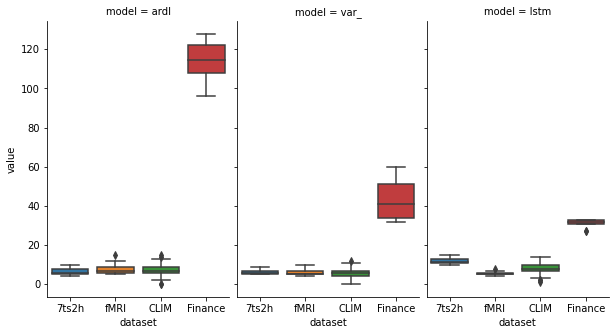 model = ardl
model = var_
model = lstm
value
120
100
80
60
40
20
0
7ts2h fMRI CLIM Finance
7ts2h fMRI CLIM Finance
7ts2h fMRI CLIM Finance
dataset
dataset
dataset